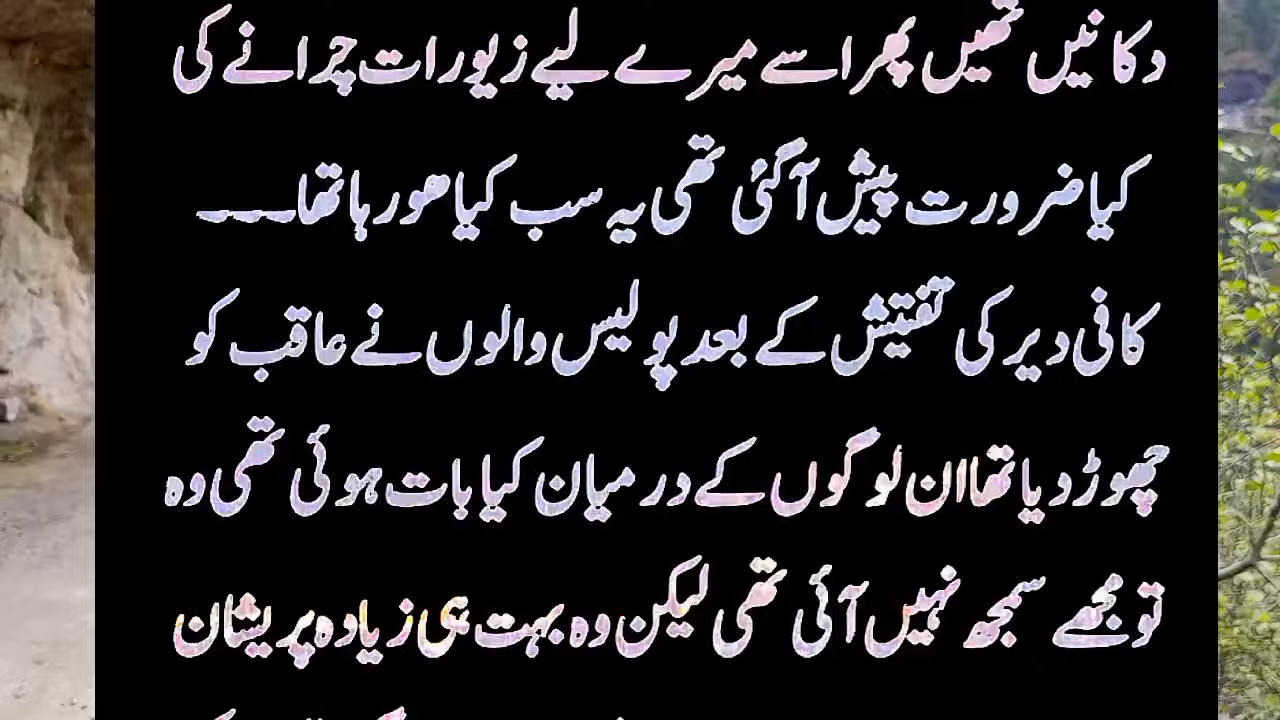 دکانیں تھیں پھر اسے میرے لیے زیورات چرانے کی
کیا ضرورت پیش آگئی تھی یہ سب کیا ھو رہا تھا۔۔۔۔
کافی دیر کی تفتیش کے بعد پولیس والوں نے عاقب کو
چھوڑ دیا تھا ان لوگوں کے درمیان کیا بات ہوئی تھی وہ
تو مجھے سمجھ نہیں آئی تھی لیکن وہ بہت ہی زیادہ پریشان